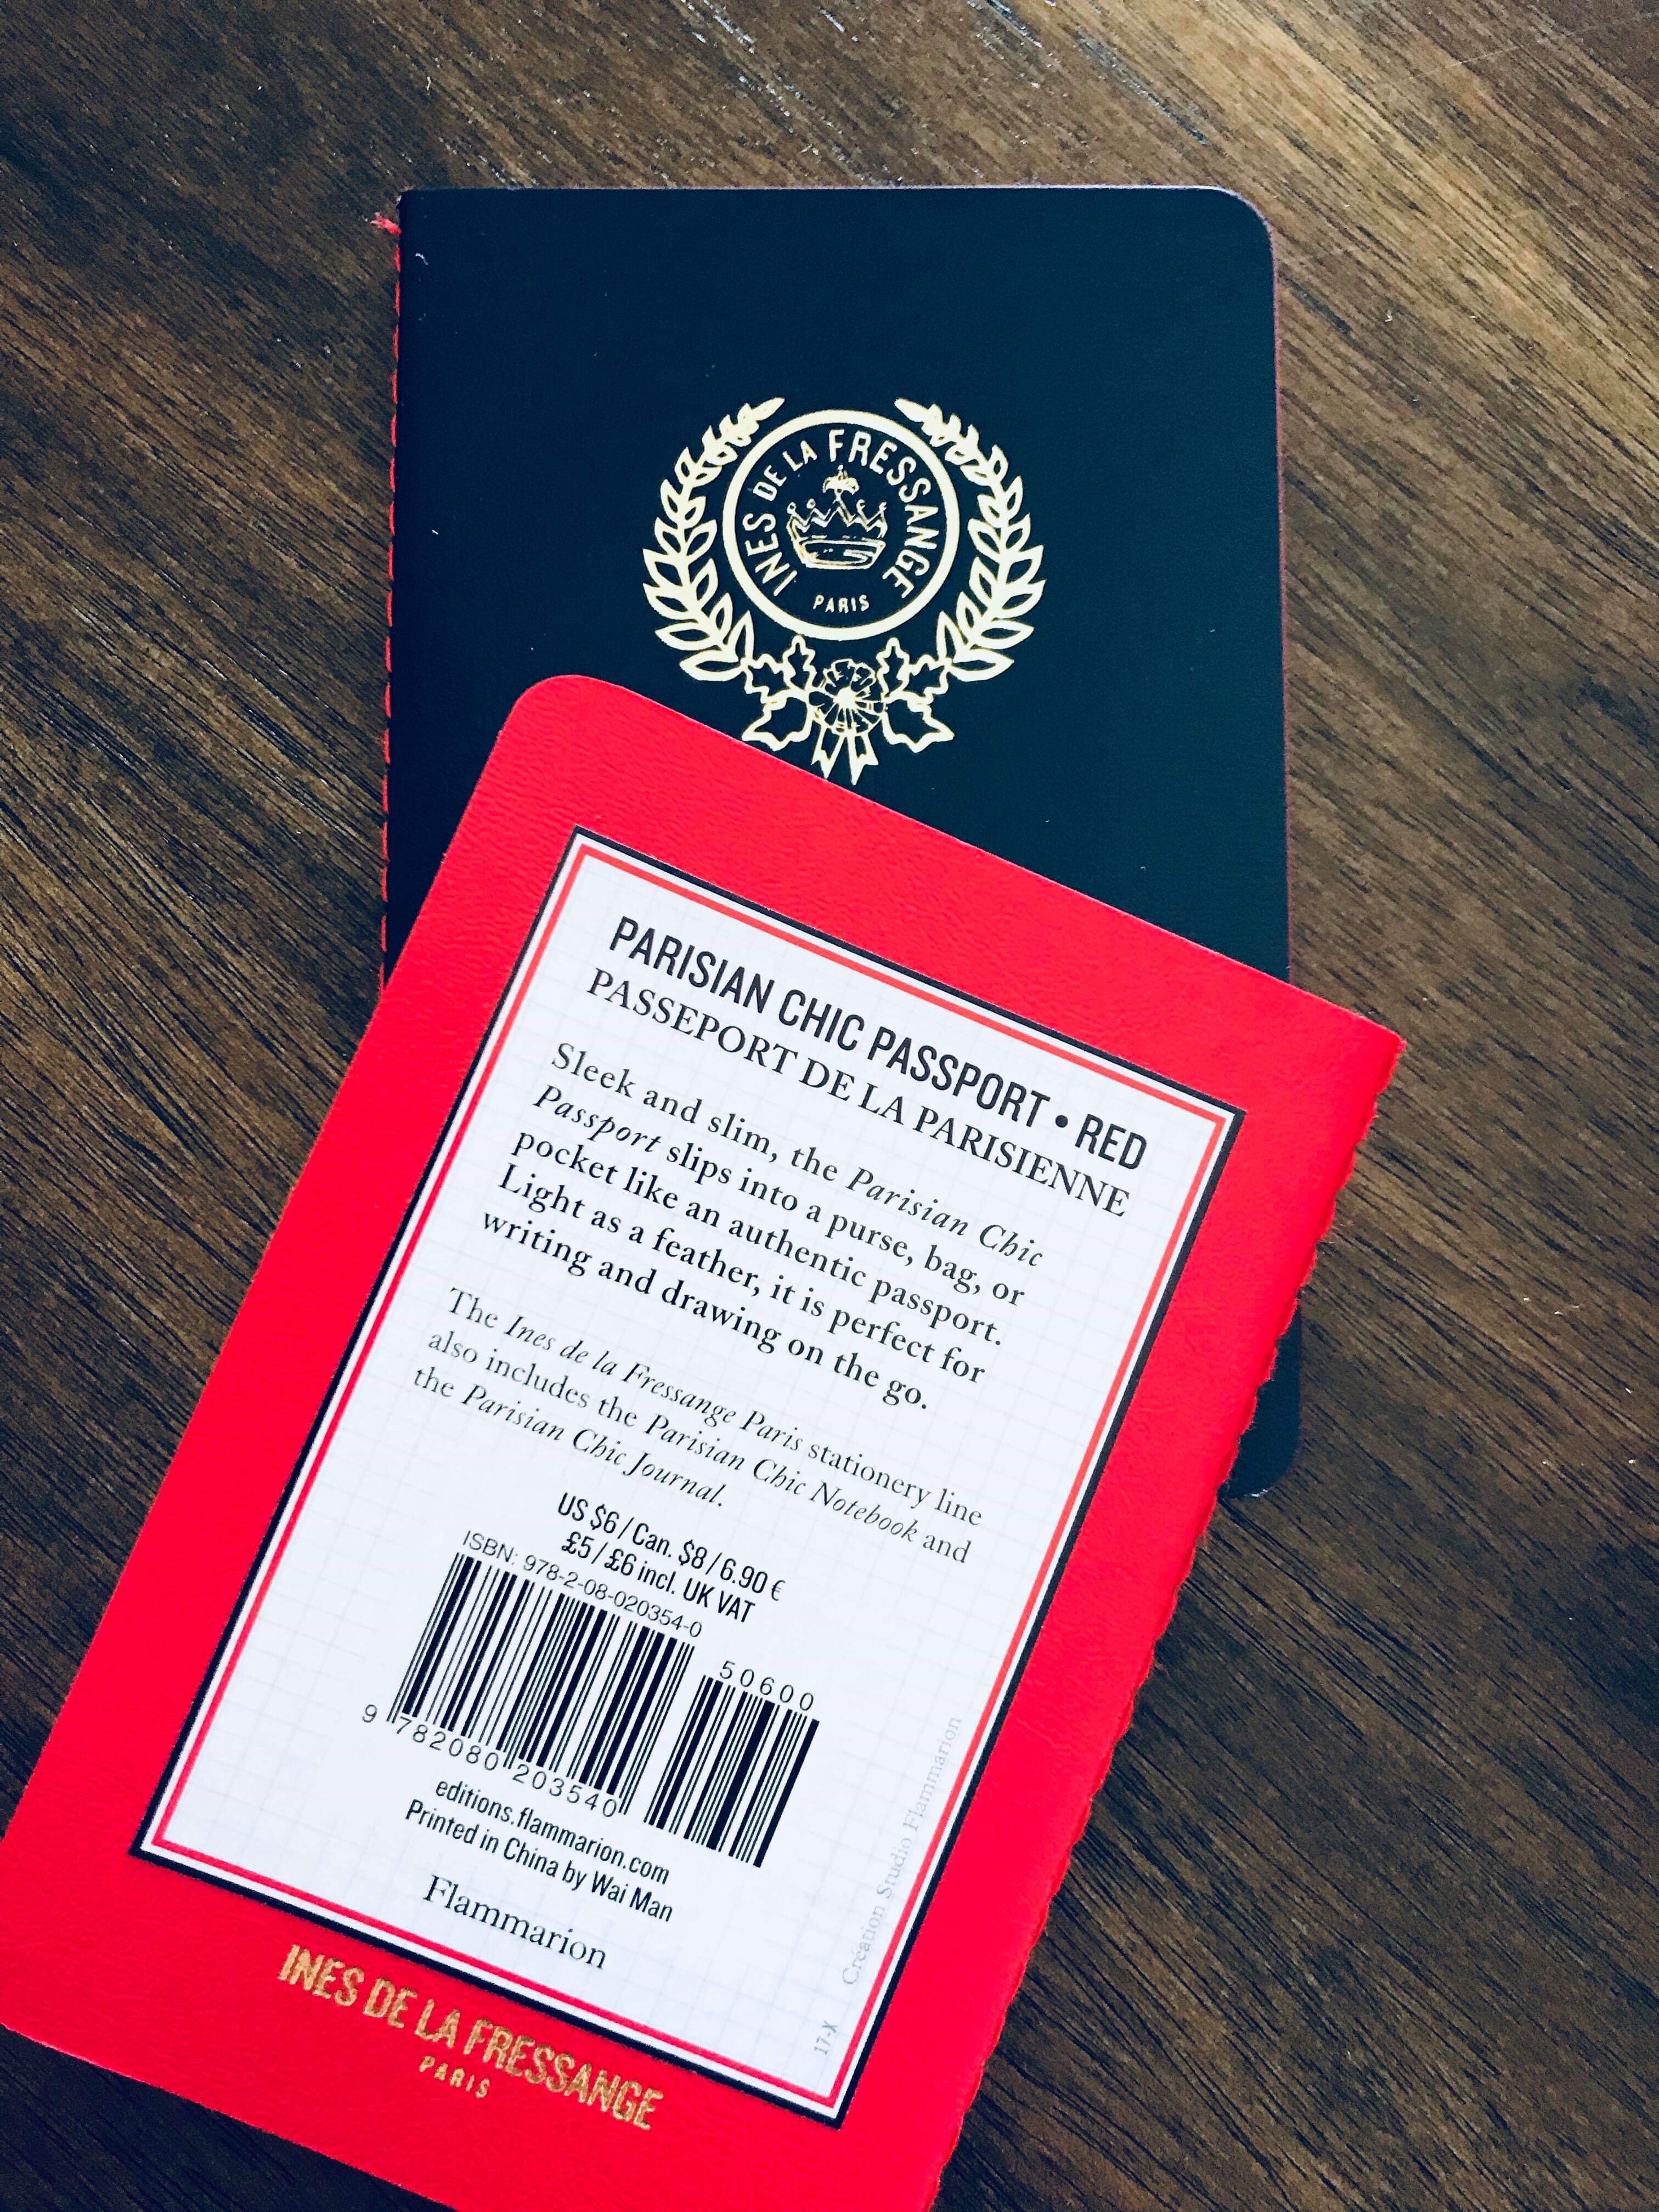 INES DE LA FRESSANGE
PARIS
PARISIAN CHIC PASSPORT • RED
PASSEPORT DE LA PARISIENNE
Sleek and slim, the Parisian Chic
Passport slips into a purse, bag, or
pocket like an authentic passport.
Light as a feather, it is perfect for
writing and drawing on the go.
The Ines de la Fressange Paris stationery line
also includes the Parisian Chic Notebook and
the Parisian Chic Journal.
US $6 / Can. $8 / 6.90 €
£5 / £6 incl. UK VAT
ISBN: 978-2-08-020354-0
50600
9 782080 203540
editions.flammarion.com
Printed in China by Wai Man
Flammarion
Création Studio Flammarion
17-X
INES DE LA FRESSANGE
PARIS